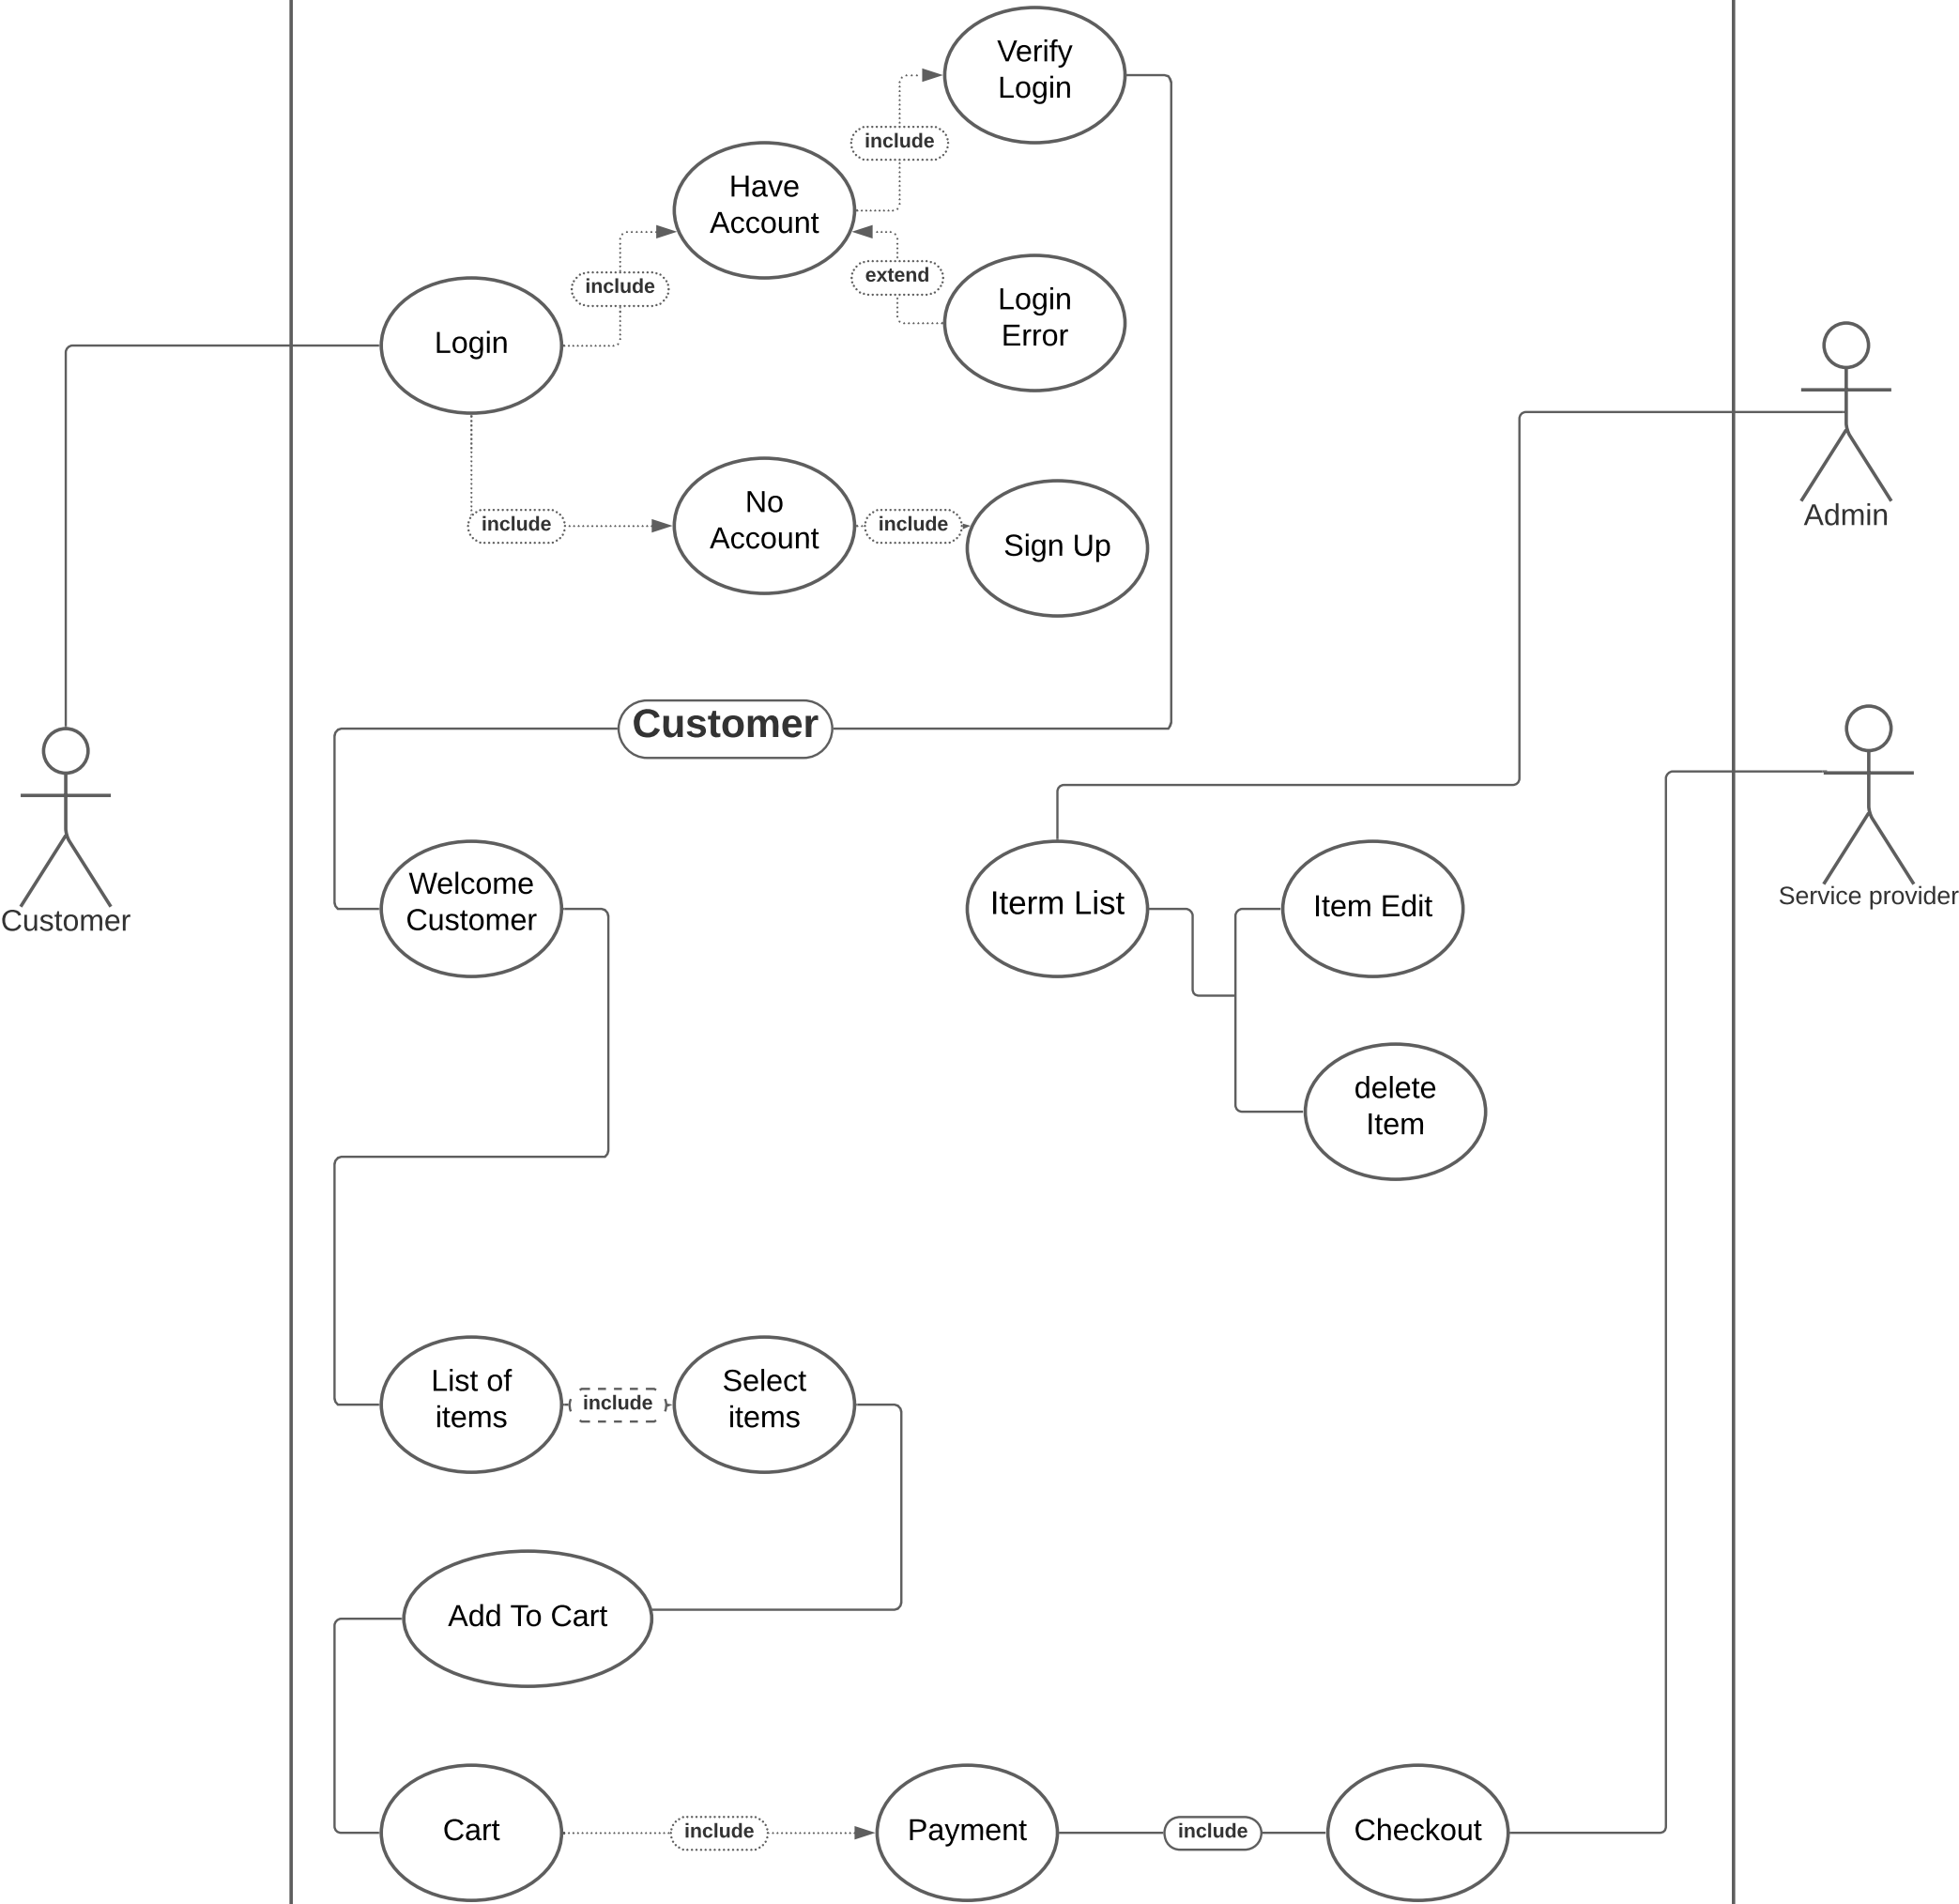 Verify
Login
include
Have
Account
include
extend
Login
Error
Login
No
Account
include
include
Sign Up
Admin
Customer
Customer
Welcome
Customer
Iterm List
Item Edit
Service provider
delete
Item
List of
items
include
Select
items
Add To Cart
Cart
include
Payment
include
Checkout